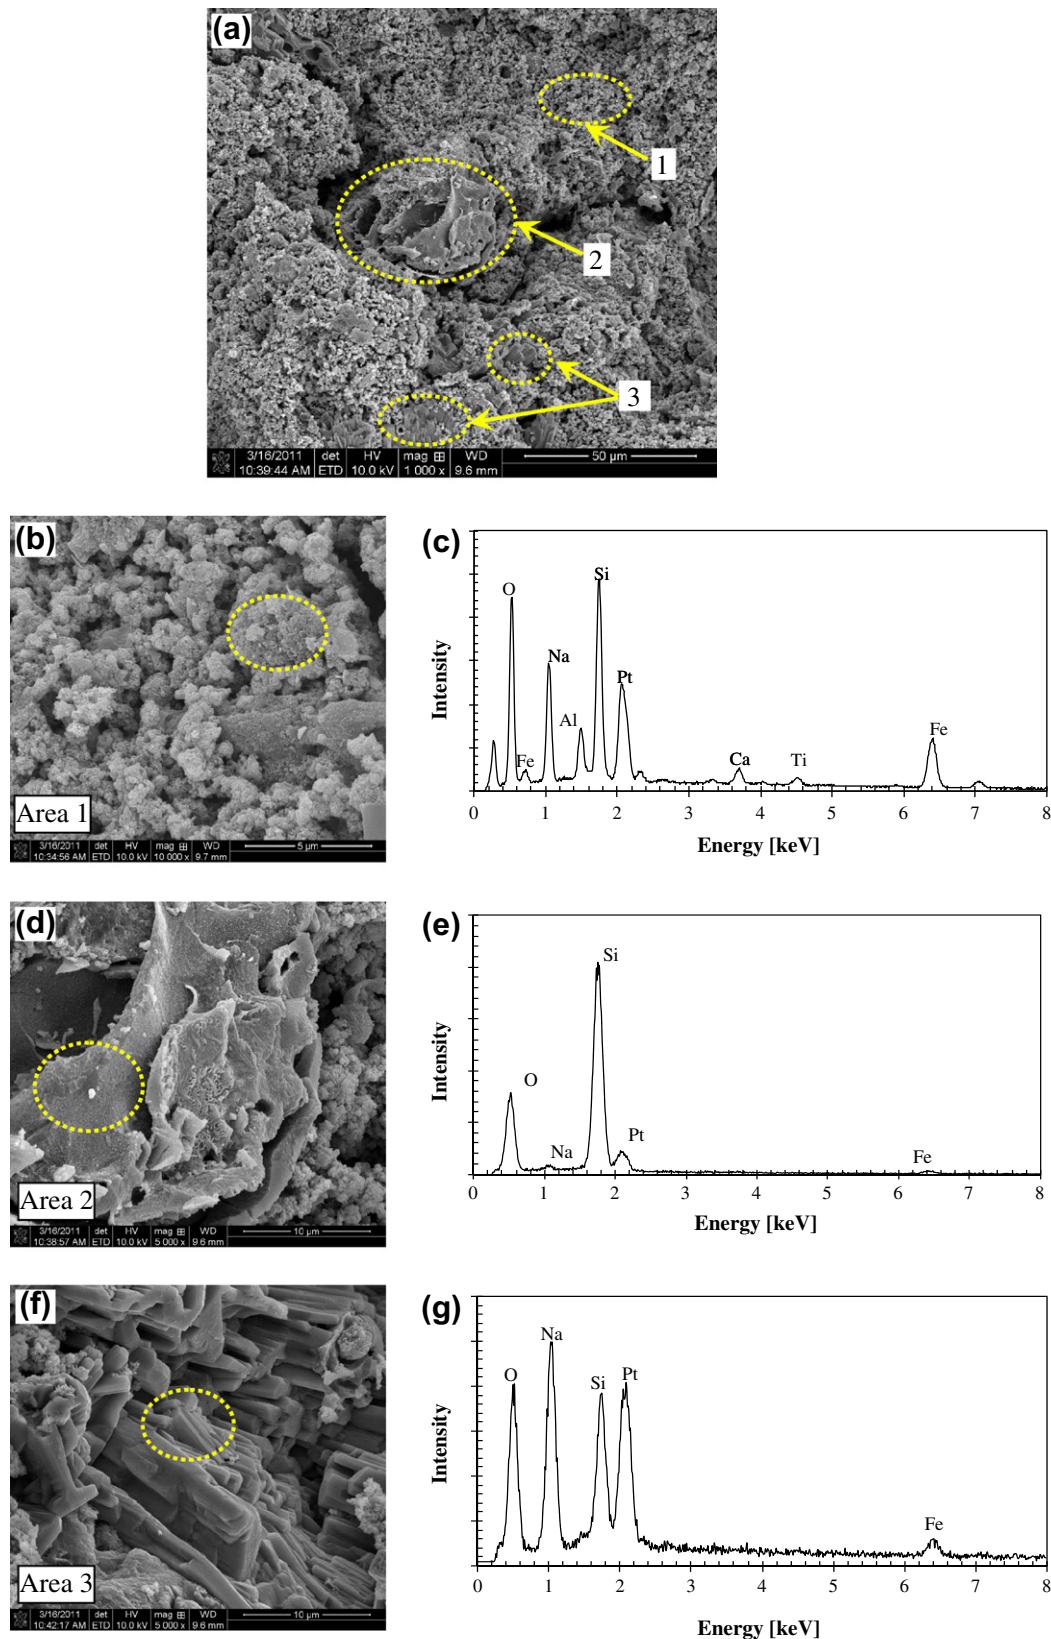 (a)
1
2
3
3/16/2011 det HV mag ⊞ WD
10:39:44 AM ETD 10.0 kV 1 000 x 9.6 mm
50 µm
(b)
Area 1
3/16/2011 det HV mag ⊞ WD
10:34:56 AM ETD 10.0 kV 10 000 x 9.7 mm
5 µm
(c)
Intensity
O
Fe
Na
Al
Si
Pt
Ca
Ti
Fe
0 1 2 3 4 5 6 7 8
Energy [keV]
(d)
Area 2
3/16/2011 det HV mag ⊞ WD
10:38:57 AM ETD 10.0 kV 5 000 x 9.6 mm
10 µm
(e)
Intensity
O
Na
Si
Pt
Fe
0 1 2 3 4 5 6 7 8
Energy [keV]
(f)
Area 3
3/16/2011 det HV mag ⊞ WD
10:42:17 AM ETD 10.0 kV 5 000 x 9.6 mm
10 µm
(g)
Intensity
O
Na
Si
Pt
Fe
0 1 2 3 4 5 6 7 8
Energy [keV]